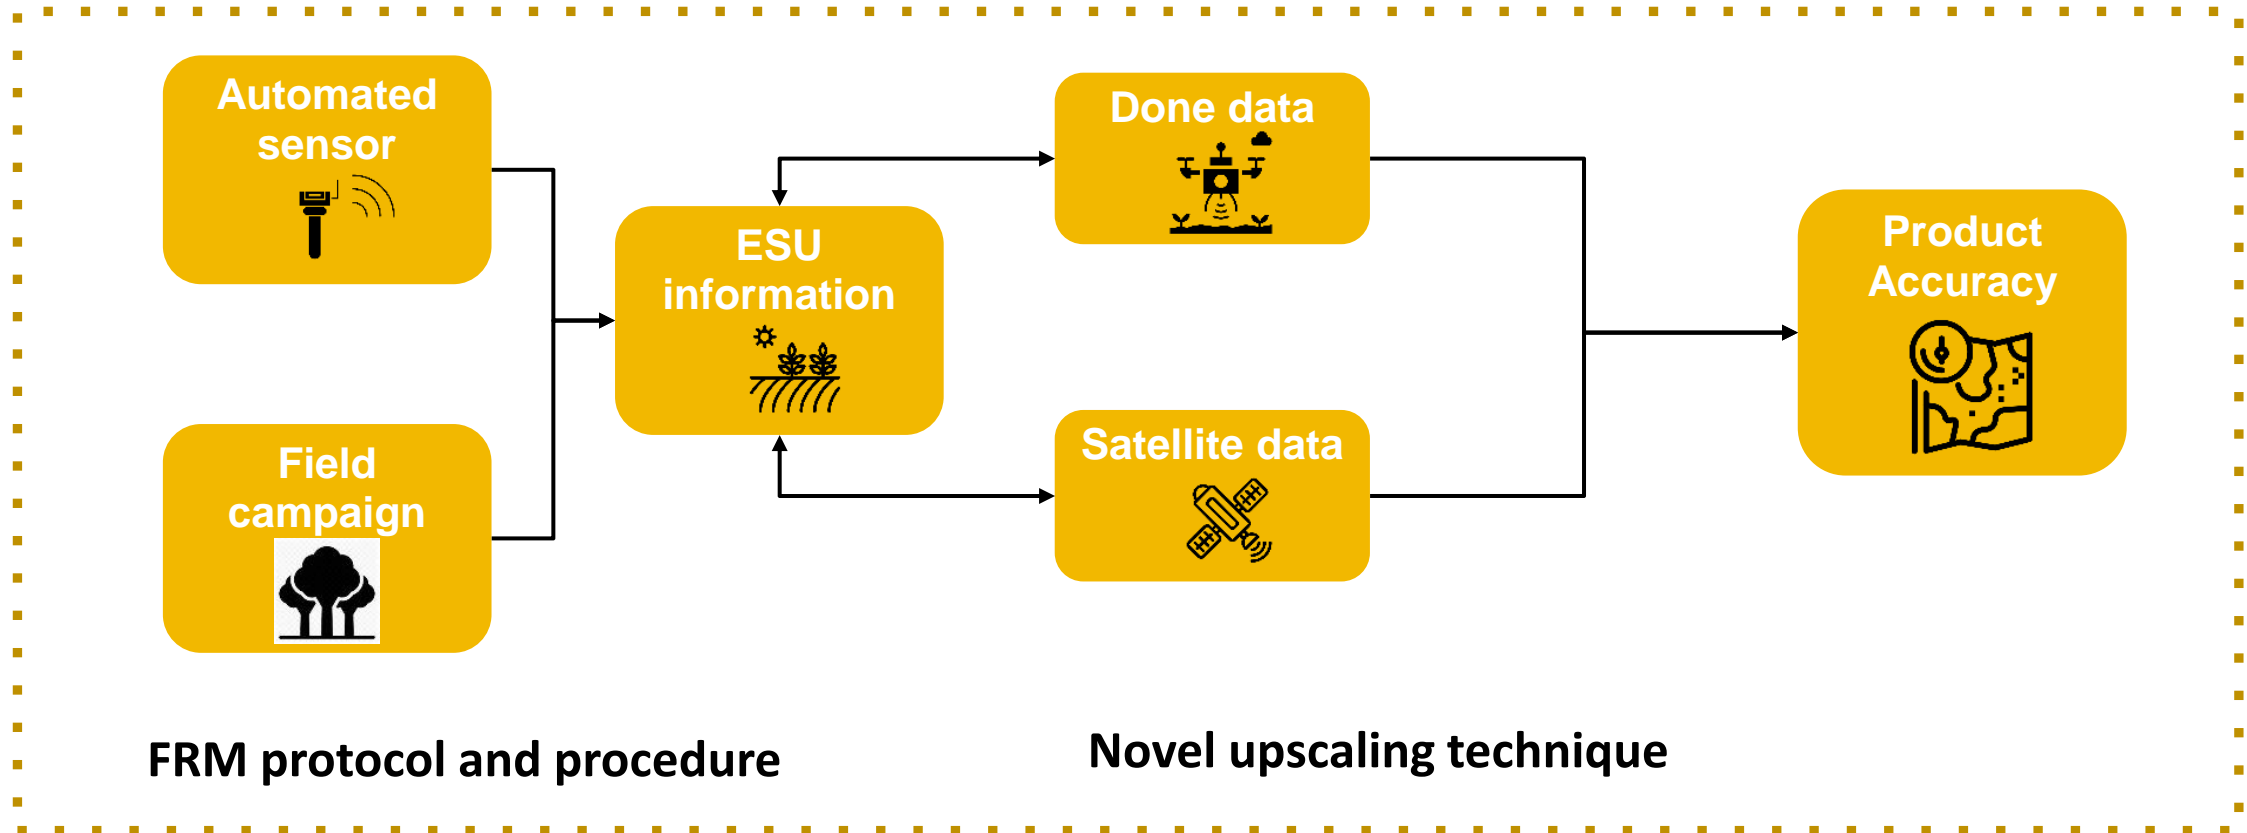 Automated
sensor
Field
campaign
ESU
information
Done data
Satellite data
Product
Accuracy
FRM protocol and procedure
Novel upscaling technique